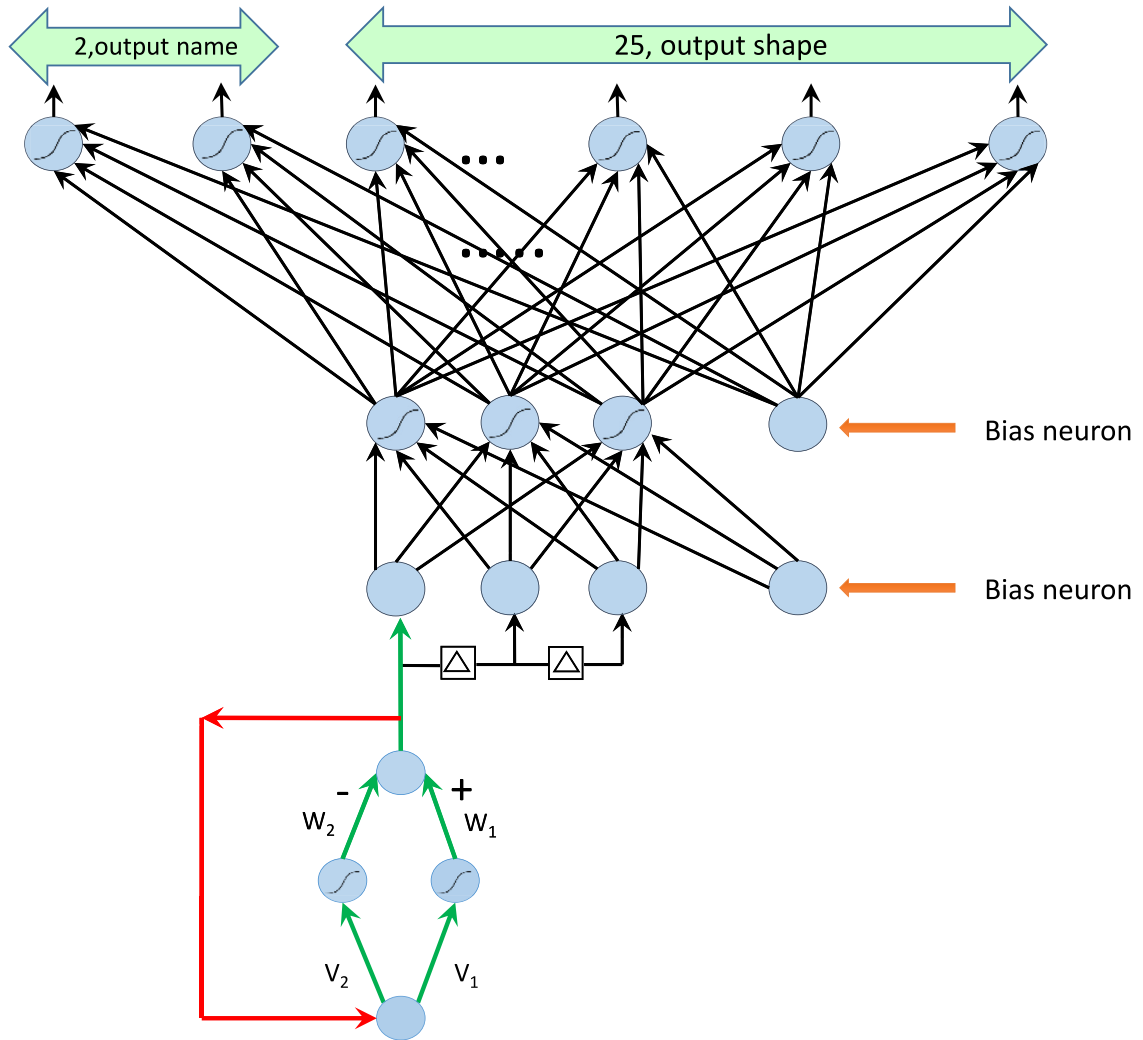 2,output name
25, output shape
....
.....
Bias neuron
Bias neuron
- +
W2 W1
V2 V1